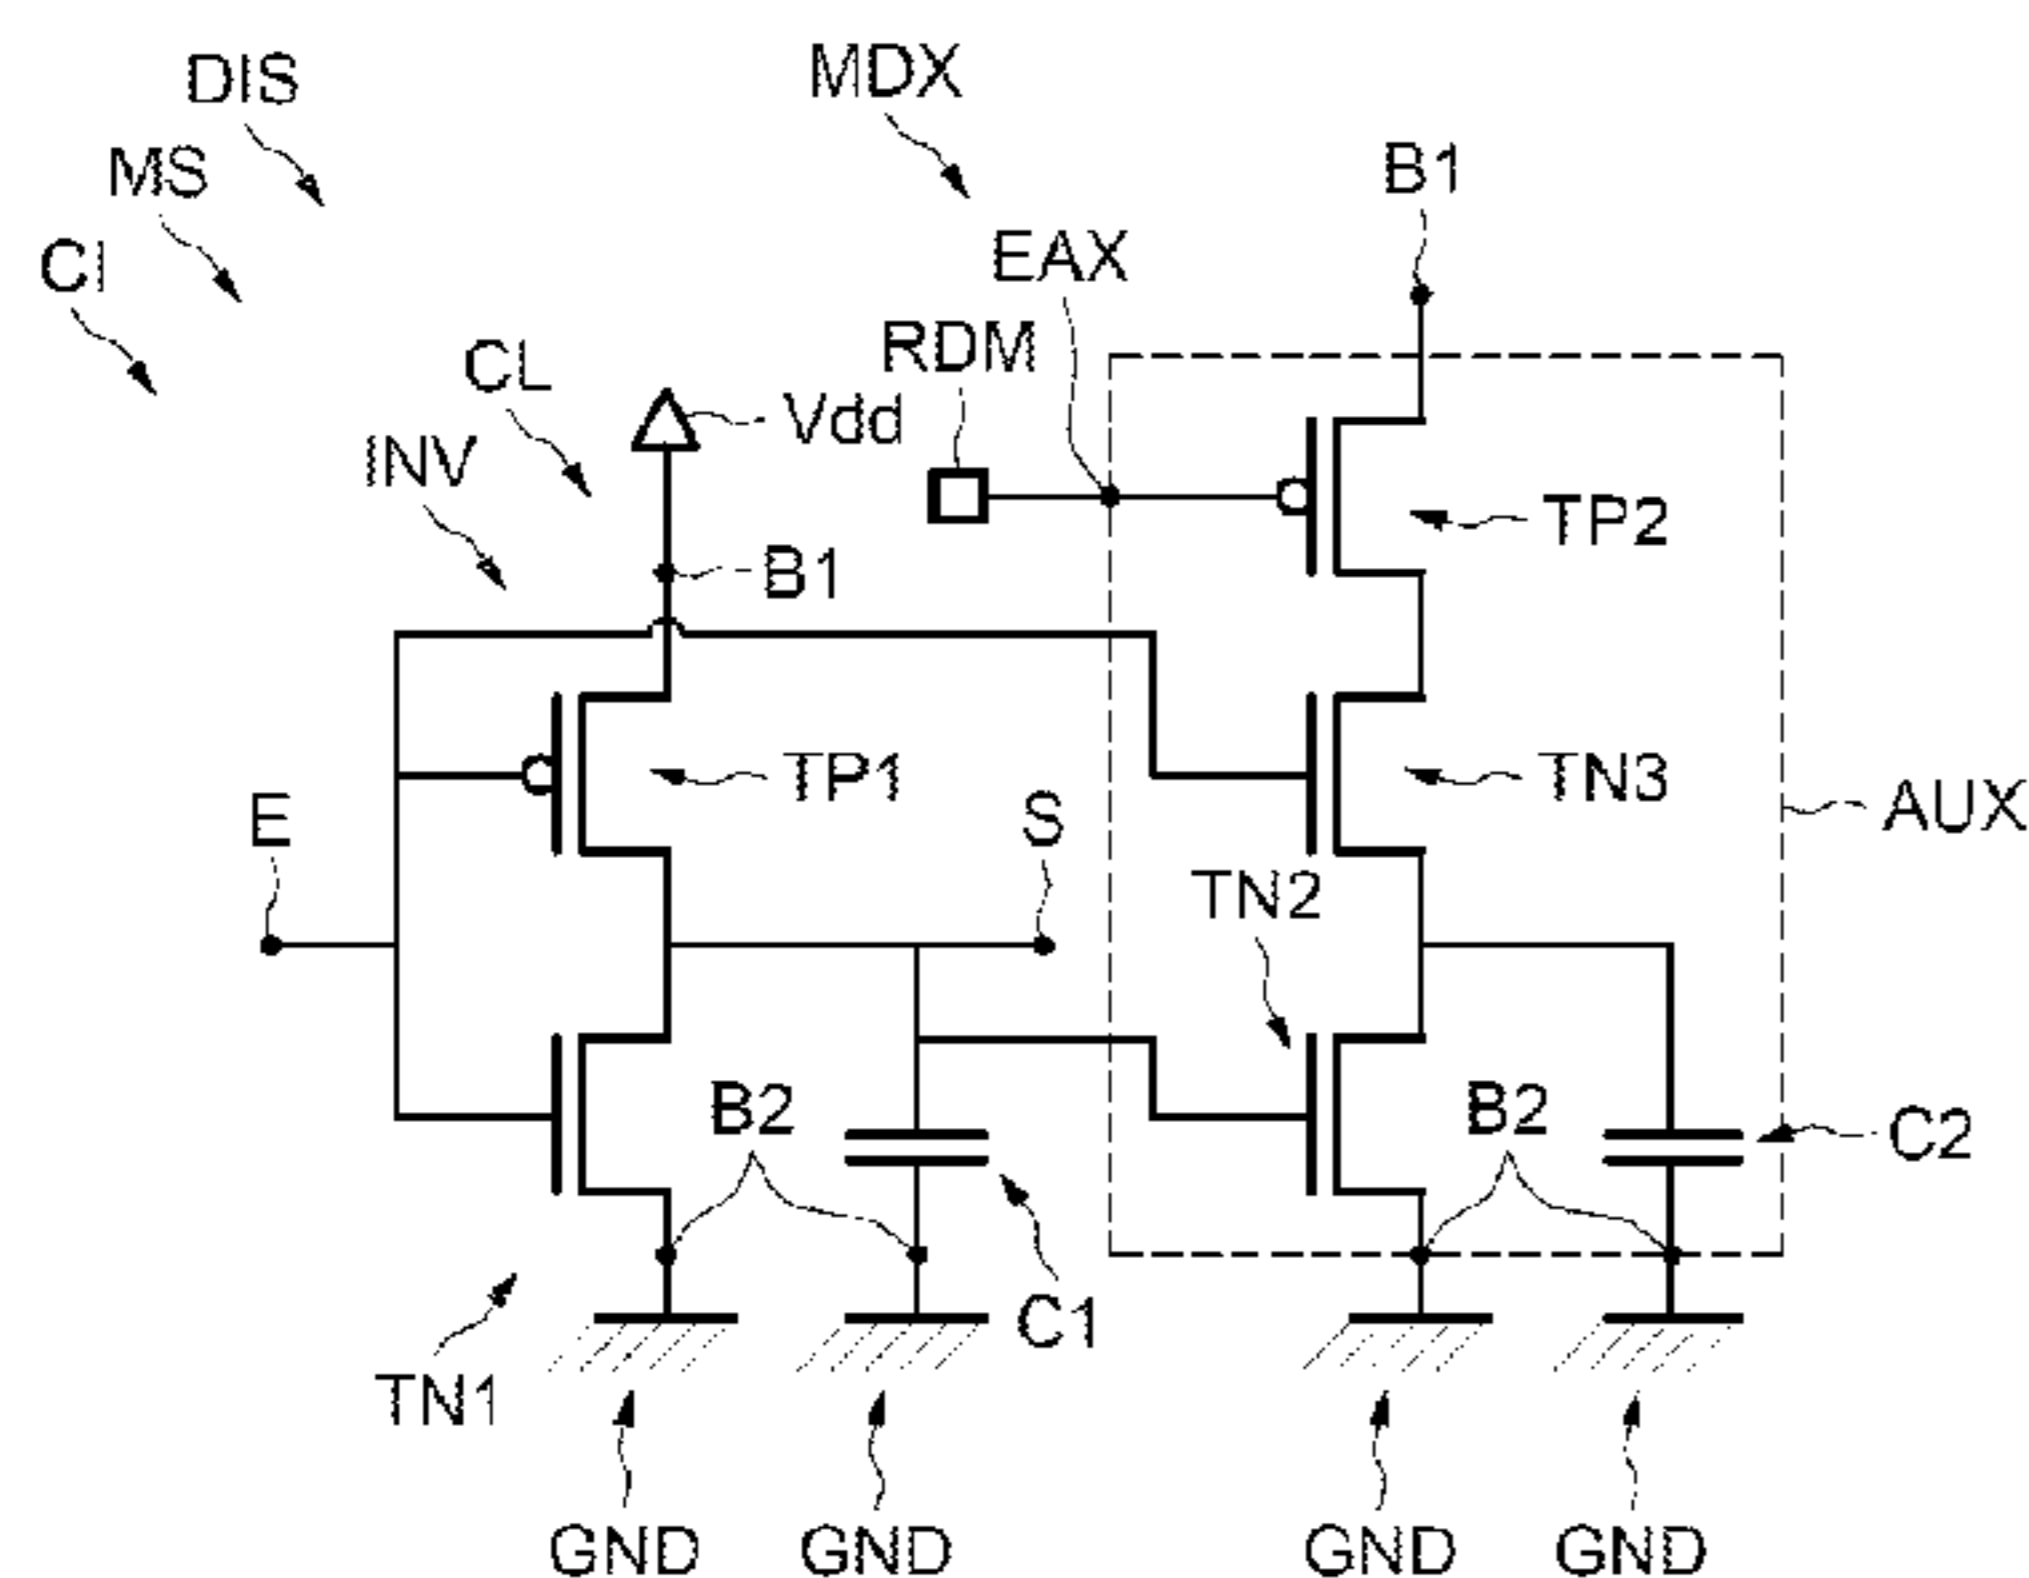 DIS
MDX
MS
B1
CI
EAX
RDM
CL
Vdd
INV
TP2
B1
TP1
TN3
E
S
AUX
TN2
B2
B2
C2
C1
TN1
GND
GND
GND
GND